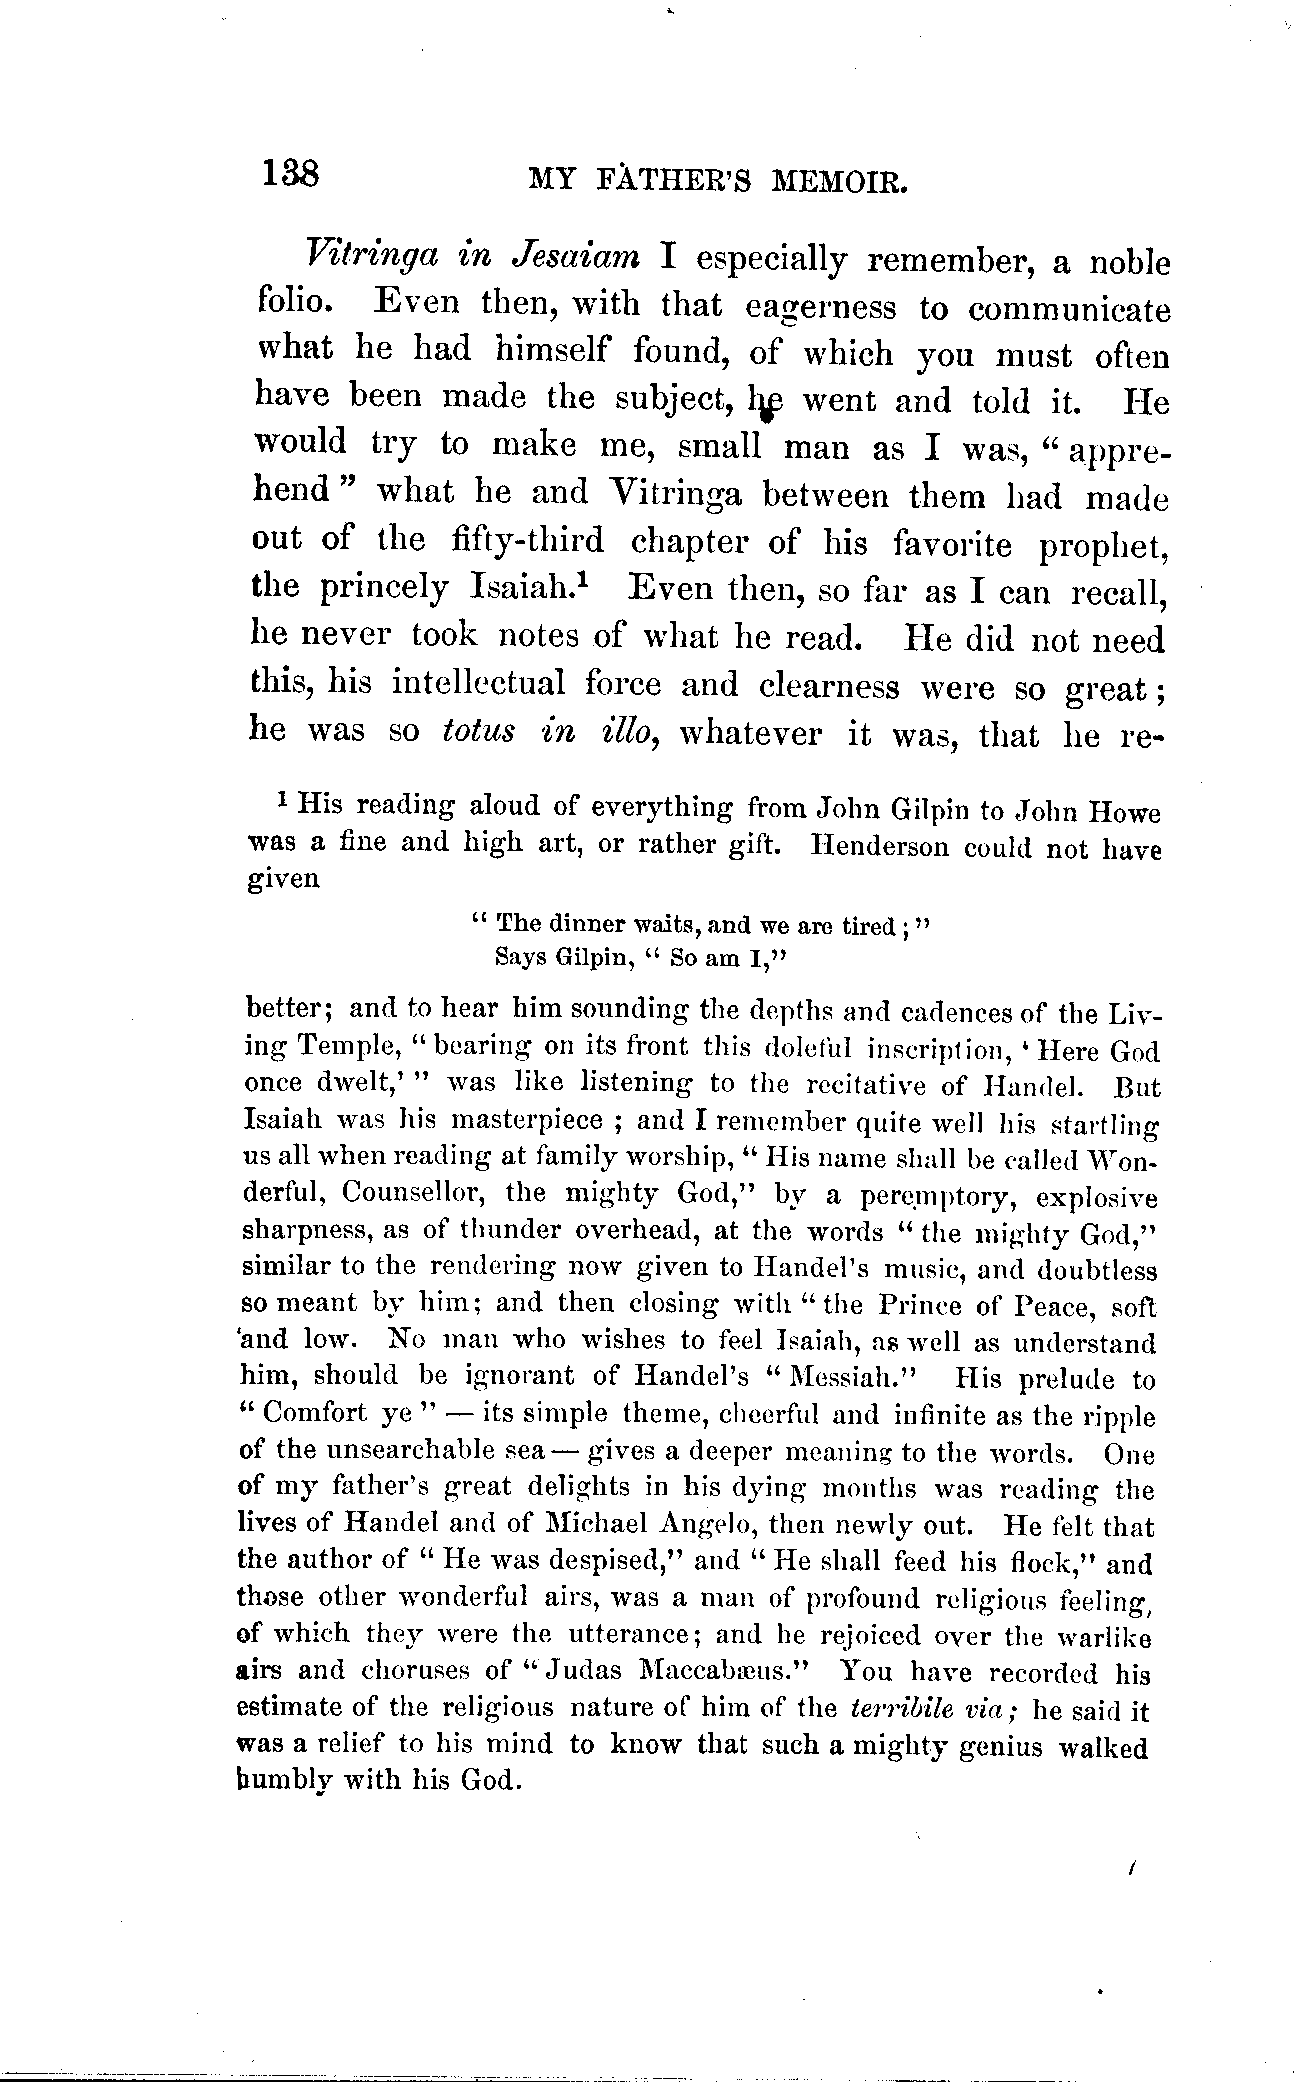 138 MY FATHER'S MEMOIR.
Vitringa in Jesaiam I especially remember, a noble
folio. Even then, with that eagerness to communicate
what he had himself found, of which you must often
have been made the subject, he went and told it. He
would try to make me, small man as I was, “ appre-
hend ” what he and Vitringa between them had made
out of the fifty-third chapter of his favorite prophet,
the princely Isaiah.¹ Even then, so far as I can recall,
he never took notes of what he read. He did not need
this, his intellectual force and clearness were so great ;
he was so totus in illo, whatever it was, that he re-
¹ His reading aloud of everything from John Gilpin to John Howe
was a fine and high art, or rather gift. Henderson could not have
given
“ The dinner waits, and we are tired ; ”
Says Gilpin, “ So am I,”
better; and to hear him sounding the depths and cadences of the Liv-
ing Temple, “ bearing on its front this doleful inscription, ‘ Here God
once dwelt,’ ” was like listening to the recitative of Handel. But
Isaiah was his masterpiece ; and I remember quite well his startling
us all when reading at family worship, “ His name shall be called Won-
derful, Counsellor, the mighty God,” by a peremptory, explosive
sharpness, as of thunder overhead, at the words “ the mighty God,”
similar to the rendering now given to Handel's music, and doubtless
so meant by him; and then closing with “ the Prince of Peace, soft
and low. No man who wishes to feel Isaiah, as well as understand
him, should be ignorant of Handel's “ Messiah.” His prelude to
“ Comfort ye ” — its simple theme, cheerful and infinite as the ripple
of the unsearchable sea — gives a deeper meaning to the words. One
of my father's great delights in his dying months was reading the
lives of Handel and of Michael Angelo, then newly out. He felt that
the author of “ He was despised,” and “ He shall feed his flock,” and
those other wonderful airs, was a man of profound religious feeling,
of which they were the utterance; and he rejoiced over the warlike
airs and choruses of “ Judas Maccabæus.” You have recorded his
estimate of the religious nature of him of the terribile via; he said it
was a relief to his mind to know that such a mighty genius walked
humbly with his God.